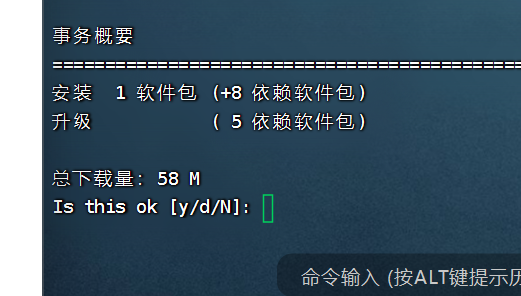 事务概要
================================================
安装  1 软件包 (+8 依赖软件包)
升级           ( 5 依赖软件包)
总下载量：58 M
Is this ok [y/d/N]:
命令输入 (按ALT键提示历